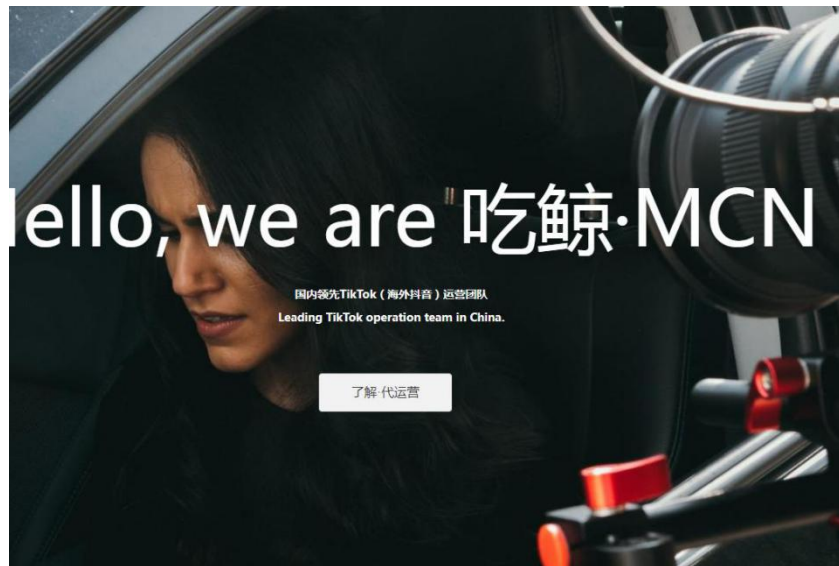 Hello, we are 吃鲸·MCN
国内领先TikTok（海外抖音）运营团队
Leading TikTok operation team in China.
了解·代运营